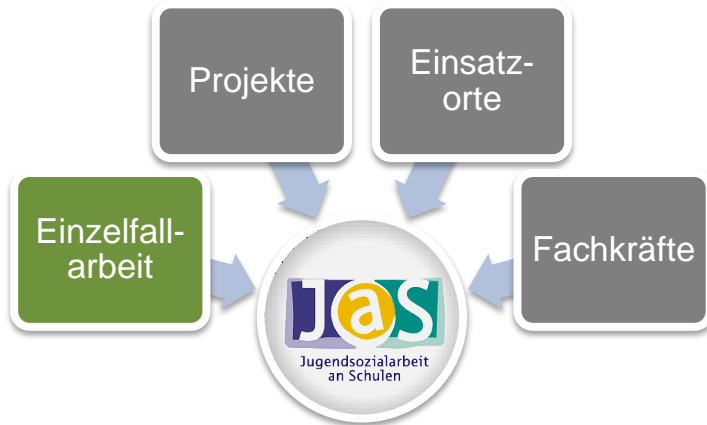 Projekte
Einsatz-
orte
Einzelfall-
arbeit
Fachkräfte
JaS
Jugendsozialarbeit
an Schulen